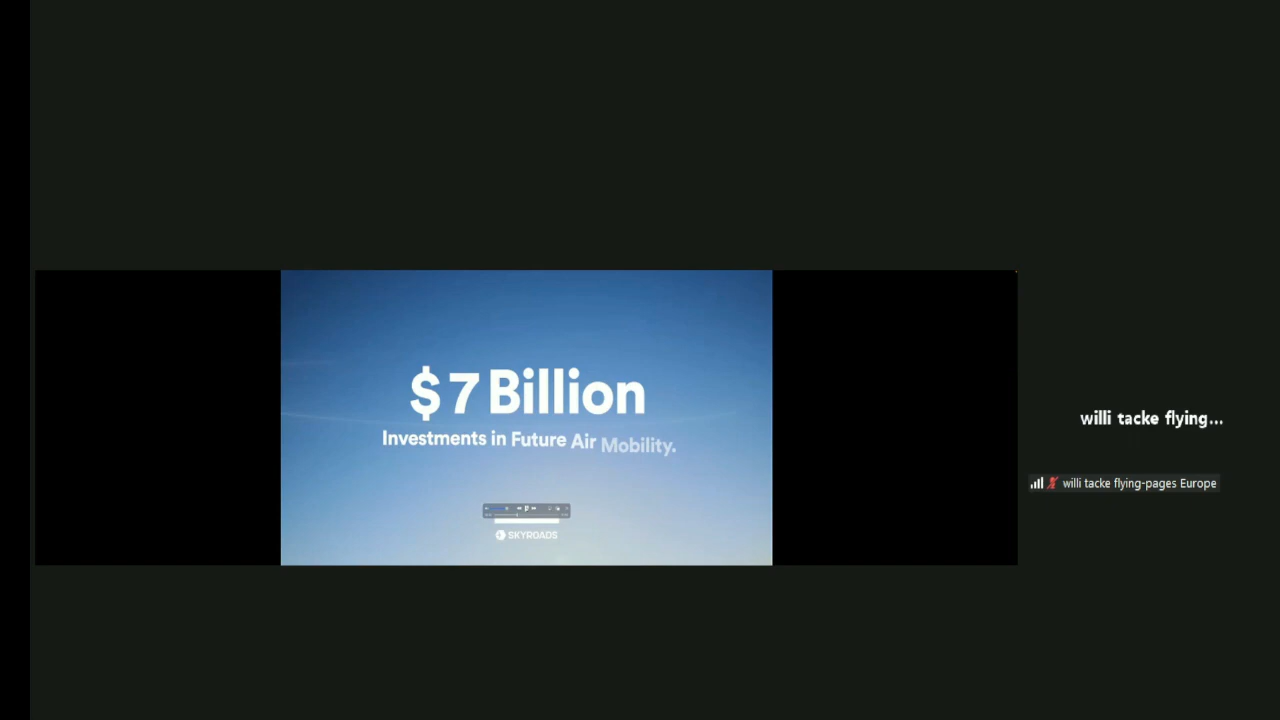 $ 7 Billion
Investments in Future Air Mobility.
SKYROADS
willi tacke flying...
willi tacke flying-pages Europe